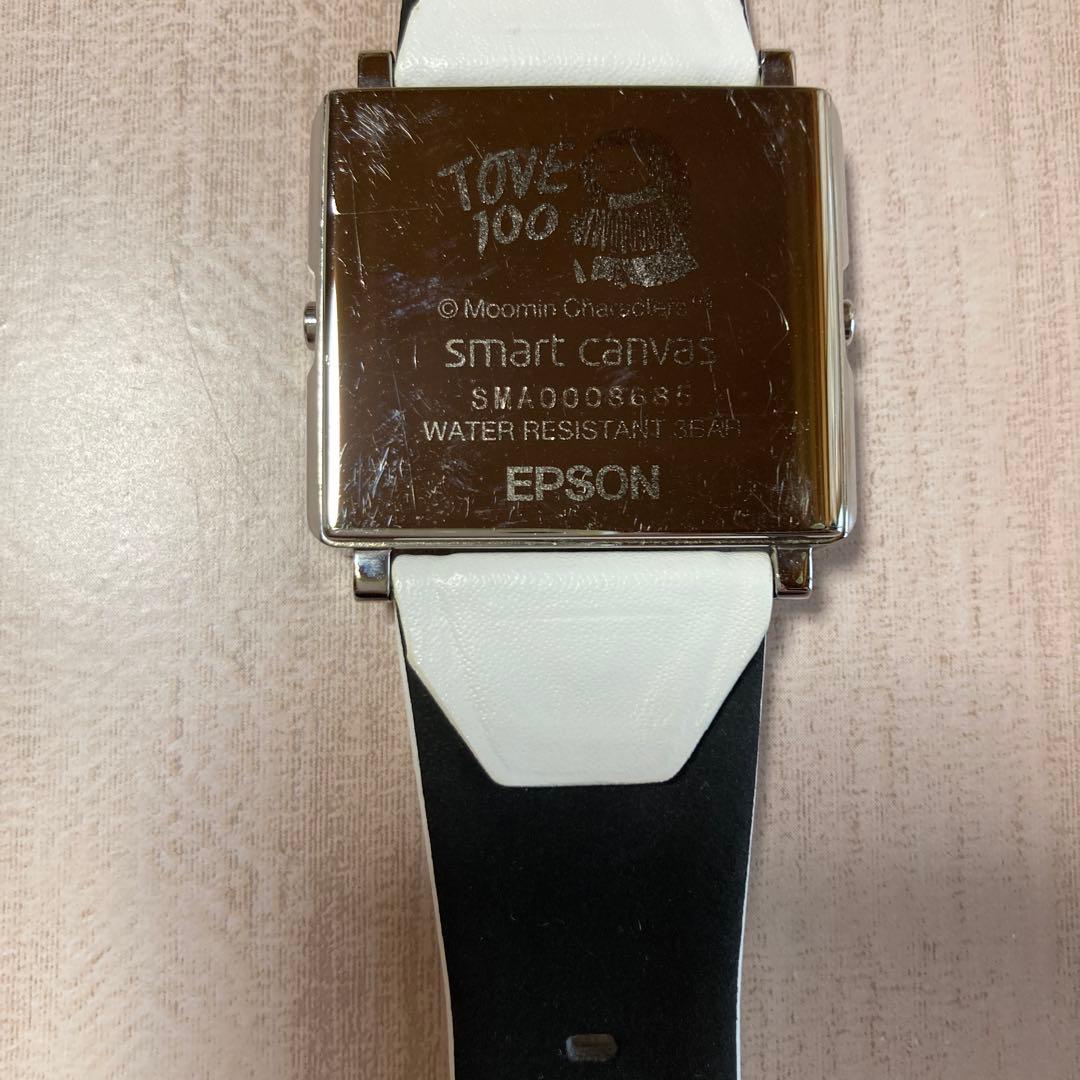 TOVE
100
© Moomin Characters™
smart canvas
SMA0008685
WATER RESISTANT 3BAR
EPSON